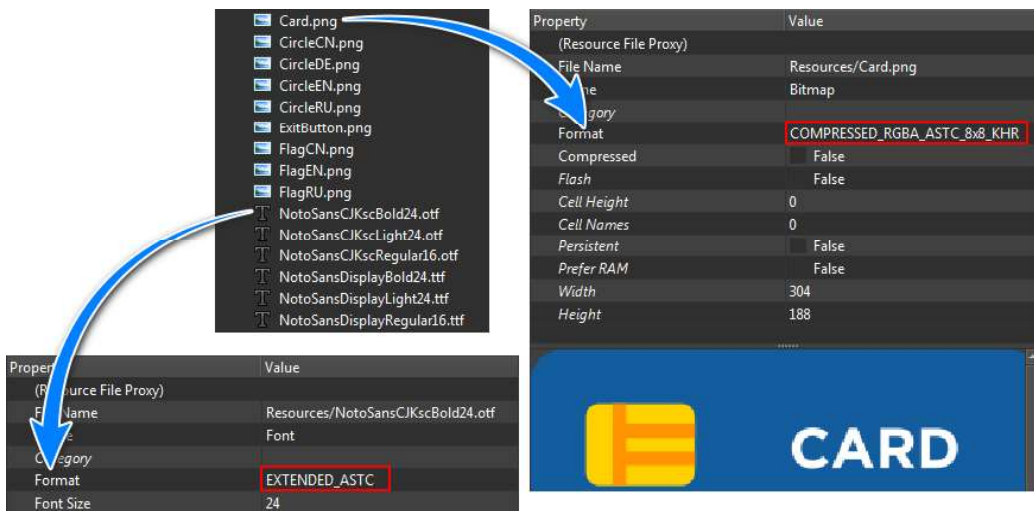 Card.png
CircleCN.png
CircleDE.png
CircleEN.png
CircleRU.png
ExitButton.png
FlagCN.png
FlagEN.png
FlagRU.png
NotoSansCJKscBold24.otf
NotoSansCJKscLight24.otf
NotoSansCJKscRegular16.otf
NotoSansDisplayBold24.ttf
NotoSansDisplayLight24.ttf
NotoSansDisplayRegular16.ttf
Property Value
(Resource File Proxy)
File Name Resources/Card.png
Bitmap
Format COMPRESSED_RGBA_ASTC_8x8_KHR
Compressed False
Flash False
Cell Height 0
Cell Names 0
Persistent False
Prefer RAM False
Width 304
Height 188
CARD
Value
File Proxy)
Name Resources/NotoSansCJKscBold24.otf
Font
Format EXTENDED_ASTC
Font Size 24